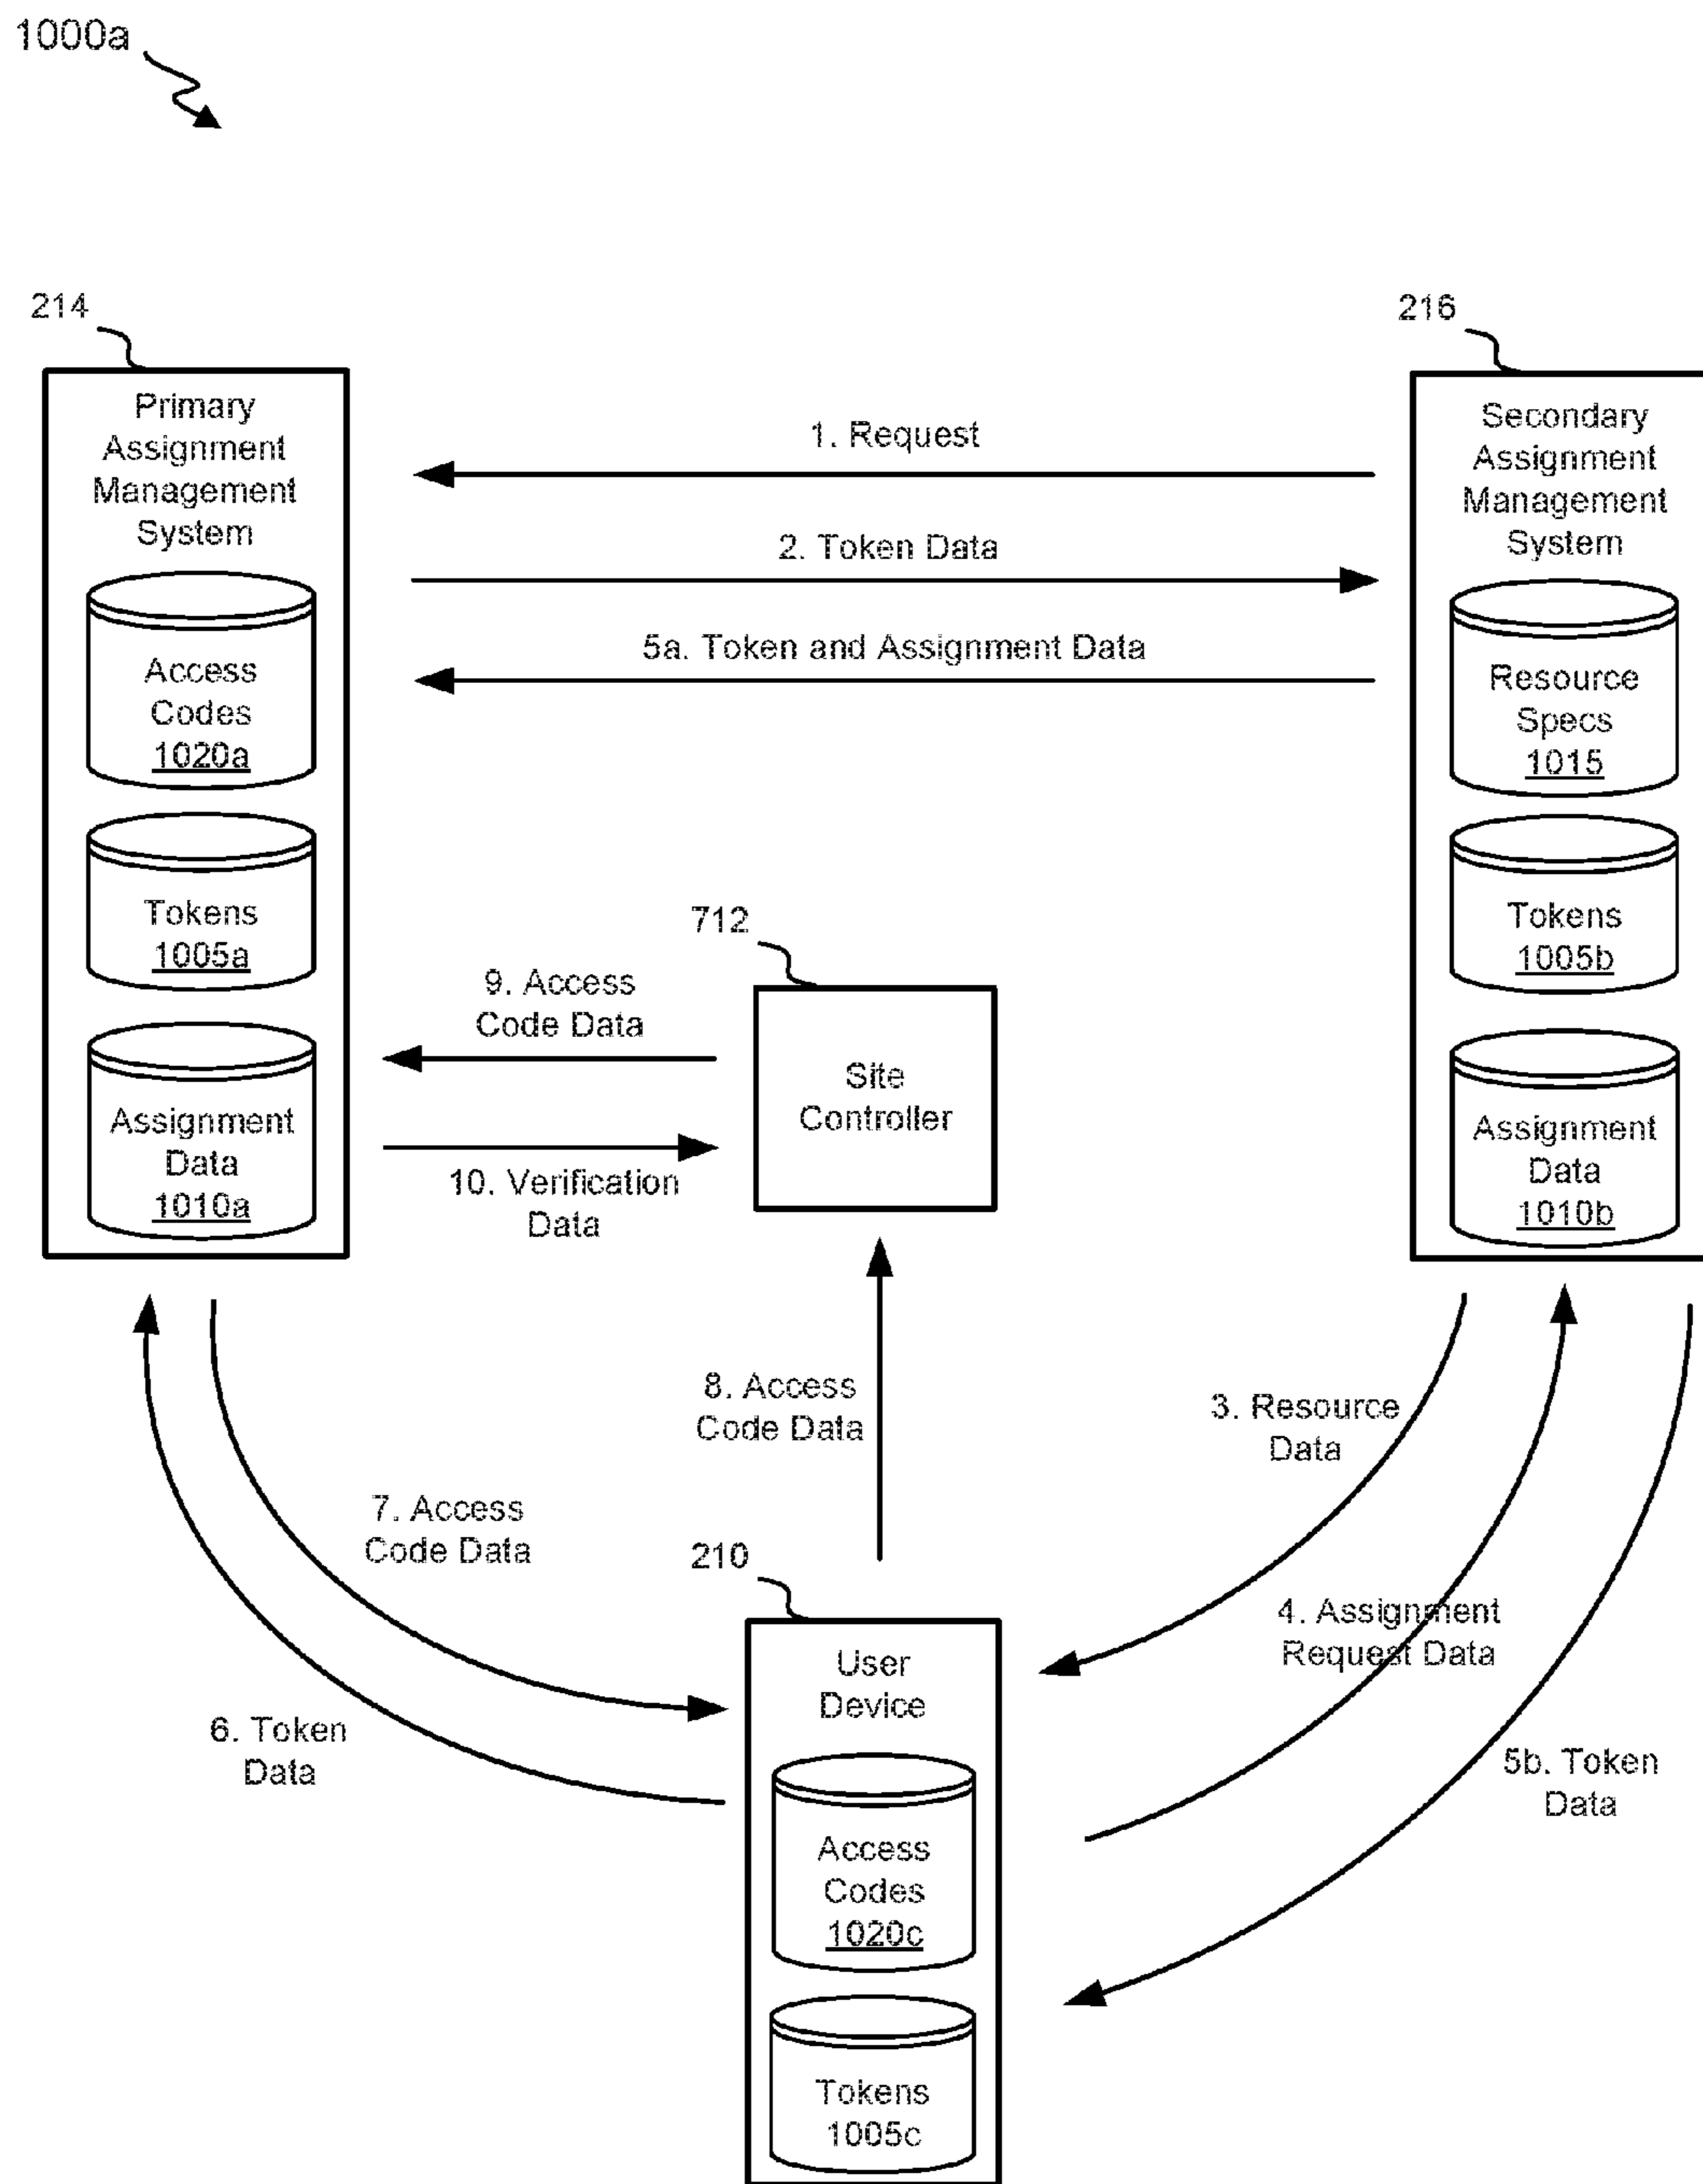 1000a
214
216
Primary
Assignment
Management
System
Access
Codes
1020a
Tokens
1005a
Assignment
Data
1010a
1. Request
2. Token Data
5a. Token and Assignment Data
Secondary
Assignment
Management
System
Resource
Specs
1015
Tokens
1005b
Assignment
Data
1010b
712
9. Access
Code Data
Site
Controller
10. Verification
Data
8. Access
Code Data
3. Resource
Data
7. Access
Code Data
210
4. Assignment
Request Data
6. Token
Data
5b. Token
Data
User
Device
Access
Codes
1020c
Tokens
1005c